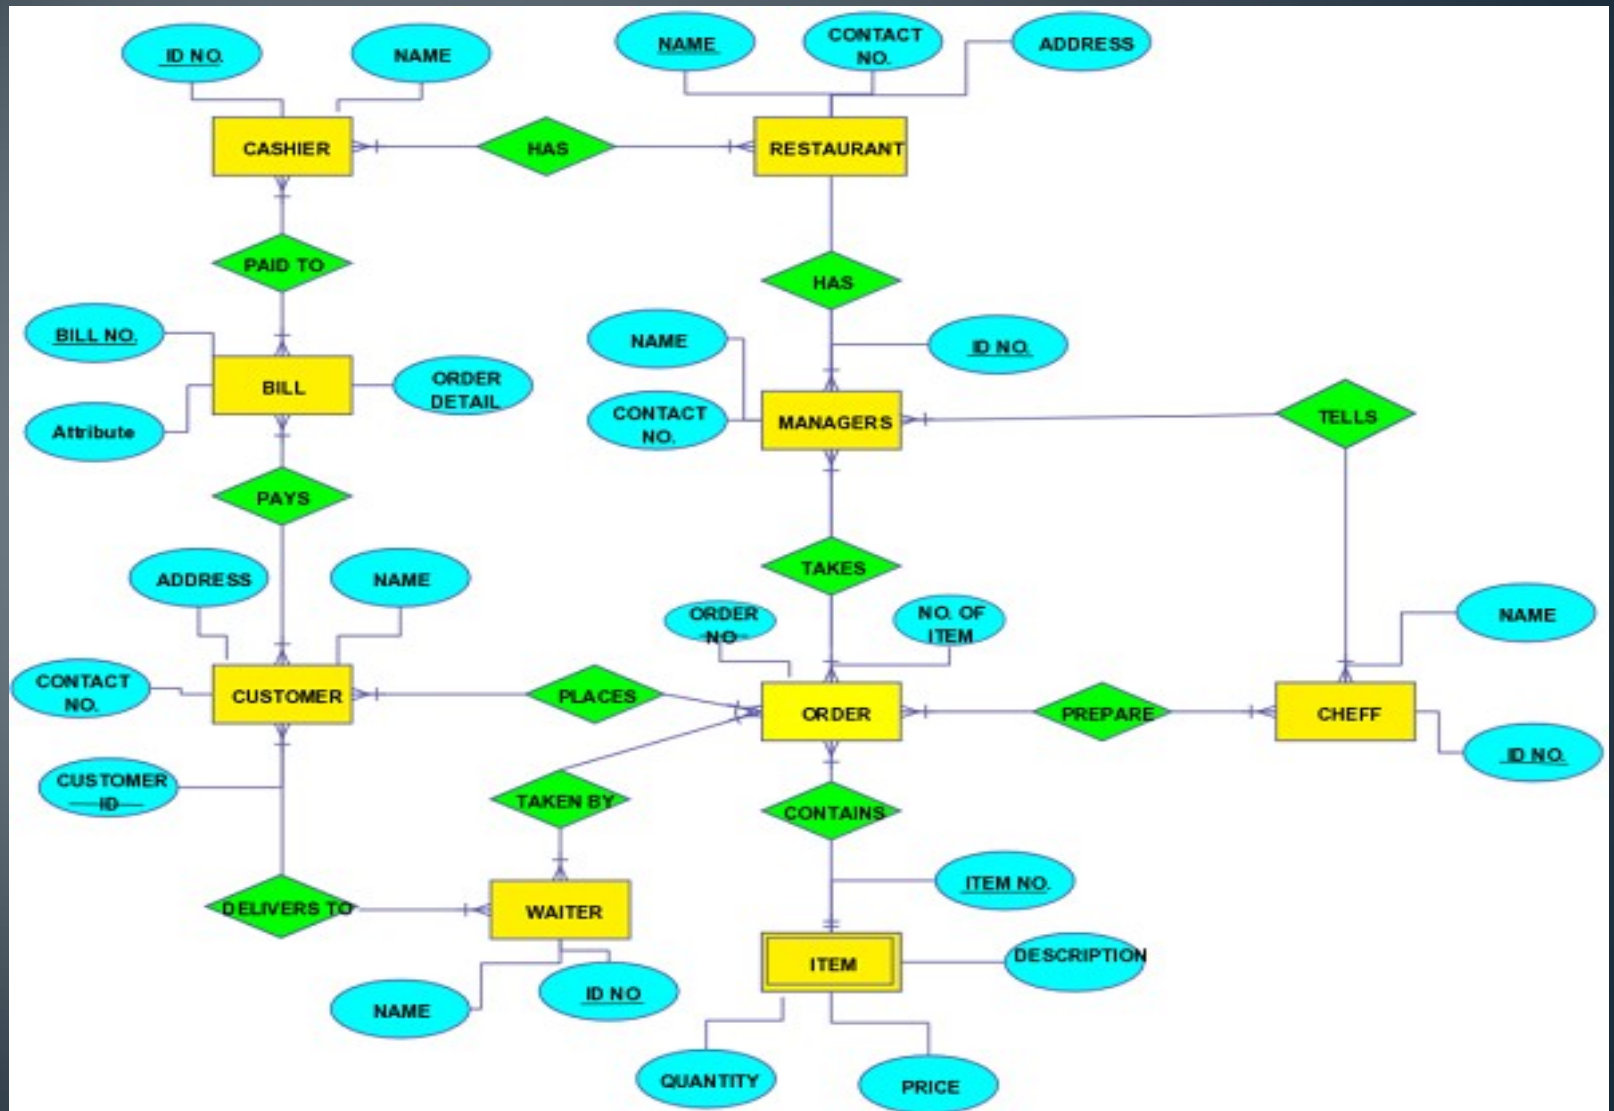 ID NO.
NAME
NAME
CONTACT
NO.
ADDRESS
CASHIER
HAS
RESTAURANT
PAID TO
HAS
BILL NO.
NAME
ID NO.
BILL
ORDER
DETAIL
Attribute
CONTACT
NO.
MANAGERS
TELLS
PAYS
ADDRESS
NAME
TAKES
ORDER
NO
NO. OF
ITEM
NAME
CONTACT
NO.
CUSTOMER
PLACES
ORDER
PREPARE
CHEFF
ID NO.
CUSTOMER
ID
TAKEN BY
CONTAINS
ITEM NO.
DELIVERS TO
WAITER
ITEM
DESCRIPTION
NAME
ID NO
QUANTITY
PRICE